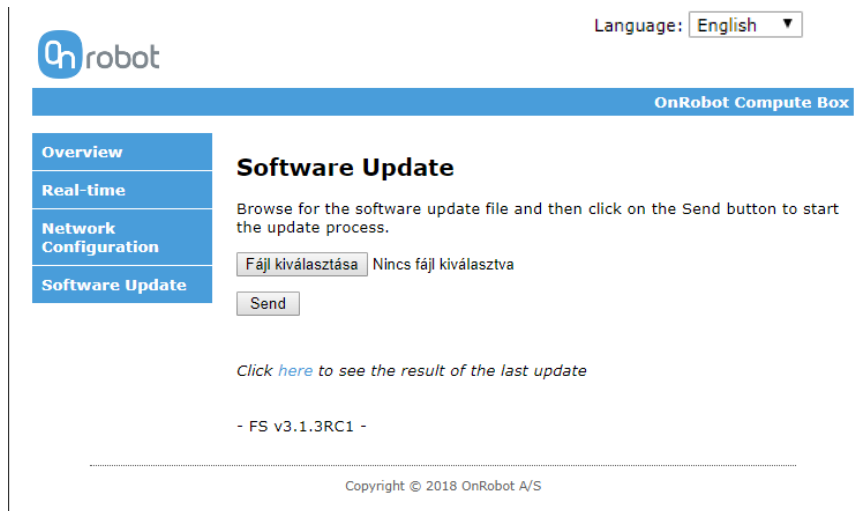 Language: English
On robot
OnRobot Compute Box
Overview
Real-time
Network
Configuration
Software Update
Software Update
Browse for the software update file and then click on the Send button to start
the update process.
Fájl kiválasztása Nincs fájl kiválasztva
Send
Click here to see the result of the last update
- FS v3.1.3RC1 -
Copyright © 2018 OnRobot A/S